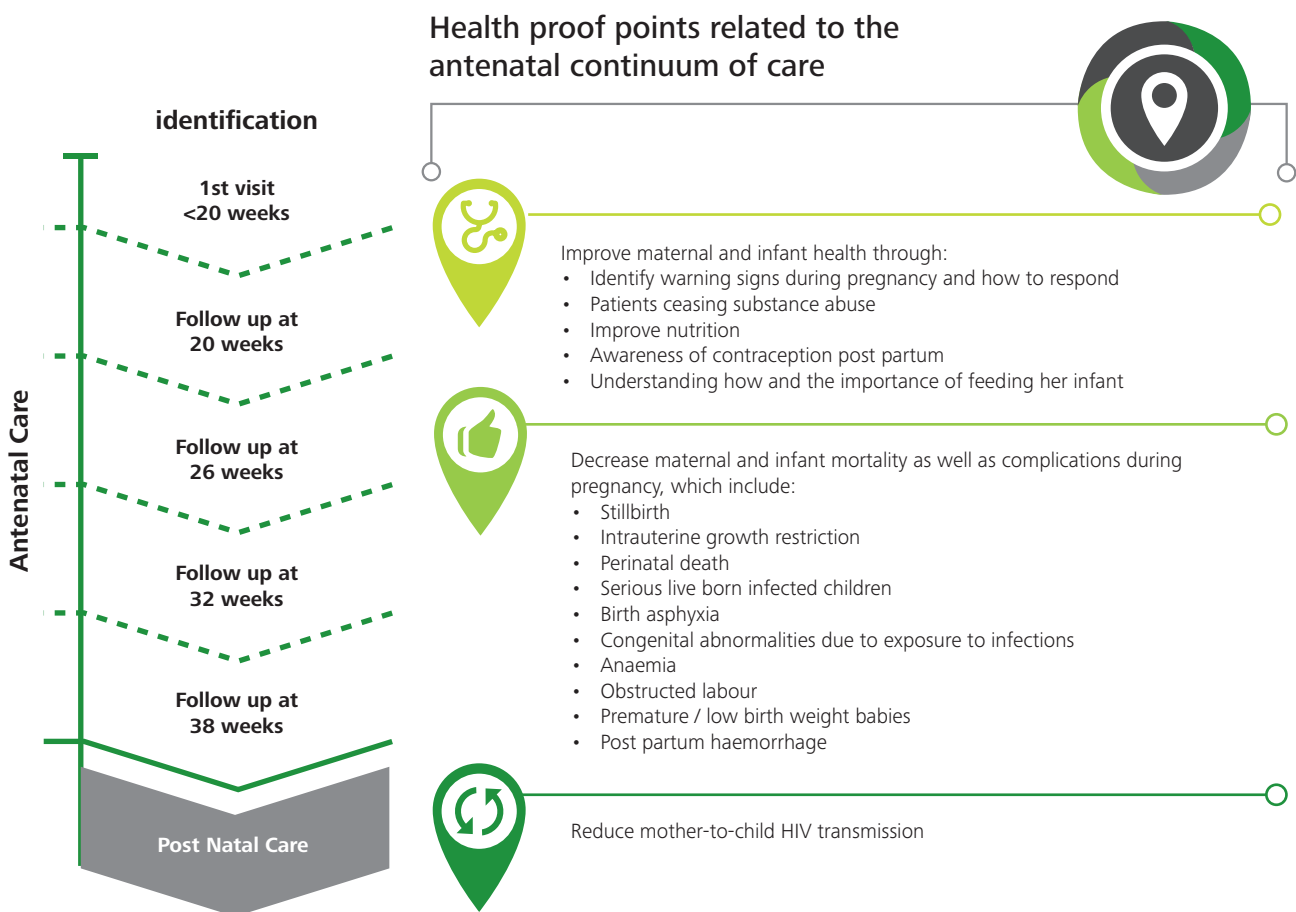 Health proof points related to the
antenatal continuum of care
identification
Antenatal Care
1st visit
<20 weeks
Follow up at
20 weeks
Follow up at
26 weeks
Follow up at
32 weeks
Follow up at
38 weeks
Post Natal Care
Improve maternal and infant health through:
• Identify warning signs during pregnancy and how to respond
• Patients ceasing substance abuse
• Improve nutrition
• Awareness of contraception post partum
• Understanding how and the importance of feeding her infant
Decrease maternal and infant mortality as well as complications during
pregnancy, which include:
• Stillbirth
• Intrauterine growth restriction
• Perinatal death
• Serious live born infected children
• Birth asphyxia
• Congenital abnormalities due to exposure to infections
• Anaemia
• Obstructed labour
• Premature / low birth weight babies
• Post partum haemorrhage
Reduce mother-to-child HIV transmission